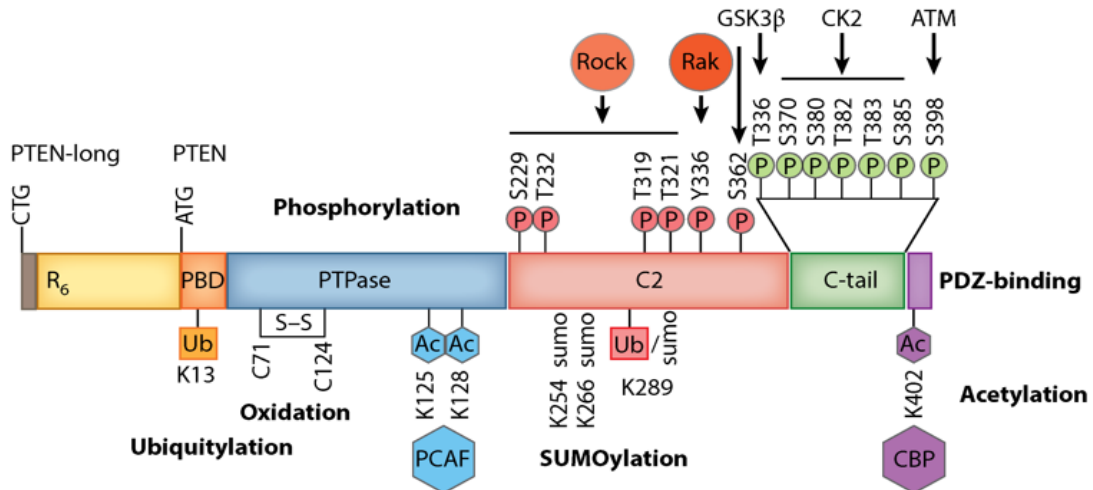 GSK3β CK2 ATM
Rock Rak
T336 S370 S380 T382 T383 S385 S398
P P P P P P P
PTEN-long PTEN
CTG ATG
S229 T232 T319 T321 Y336 S362
Phosphorylation
P P P P P P
R6 PBD PTPase C2 C-tail PDZ-binding
Ub S–S Ac Ac sumo sumo Ub / sumo Ac
K13 C71 C124 K125 K128 K254 K266 K289 K402
Acetylation
Oxidation
Ubiquitylation
PCAF SUMOylation CBP